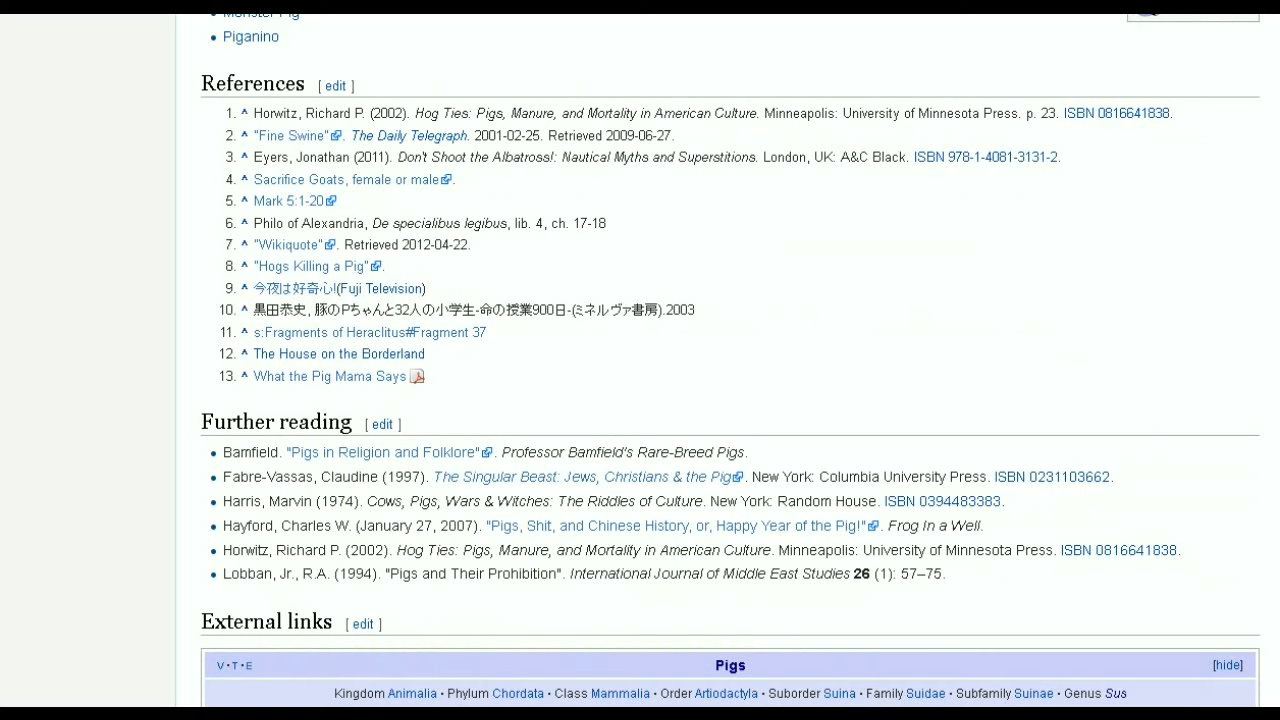 Monster Pig
Piganino
References [ edit ]
1. ^ Horwitz, Richard P. (2002). Hog Ties: Pigs, Manure, and Mortality in American Culture. Minneapolis: University of Minnesota Press. p. 23. ISBN 0816641838.
2. ^ "Fine Swine". The Daily Telegraph. 2001-02-25. Retrieved 2009-06-27.
3. ^ Eyers, Jonathan (2011). Don't Shoot the Albatross!: Nautical Myths and Superstitions. London, UK: A&C Black. ISBN 978-1-4081-3131-2.
4. ^ Sacrifice Goats, female or male.
5. ^ Mark 5:1-20
6. ^ Philo of Alexandria, De specialibus legibus, lib. 4, ch. 17-18
7. ^ "Wikiquote". Retrieved 2012-04-22.
8. ^ "Hogs Killing a Pig".
9. ^ 今夜は好奇心!(Fuji Television)
10. ^ 黒田恭史, 豚のPちゃんと32人の小学生-命の授業900日-(ミネルヴァ書房).2003
11. ^ s:Fragments of Heraclitus#Fragment 37
12. ^ The House on the Borderland
13. ^ What the Pig Mama Says
Further reading [ edit ]
Bamfield. "Pigs in Religion and Folklore". Professor Bamfield's Rare-Breed Pigs.
Fabre-Vassas, Claudine (1997). The Singular Beast: Jews, Christians & the Pig. New York: Columbia University Press. ISBN 0231103662.
Harris, Marvin (1974). Cows, Pigs, Wars & Witches: The Riddles of Culture. New York: Random House. ISBN 0394483383.
Hayford, Charles W. (January 27, 2007). "Pigs, Shit, and Chinese History, or, Happy Year of the Pig!". Frog In a Well.
Horwitz, Richard P. (2002). Hog Ties: Pigs, Manure, and Mortality in American Culture. Minneapolis: University of Minnesota Press. ISBN 0816641838.
Lobban, Jr., R.A. (1994). "Pigs and Their Prohibition". International Journal of Middle East Studies 26 (1): 57–75.
External links [ edit ]
V · T · E Pigs [hide]
Kingdom Animalia · Phylum Chordata · Class Mammalia · Order Artiodactyla · Suborder Suina · Family Suidae · Subfamily Suinae · Genus Sus